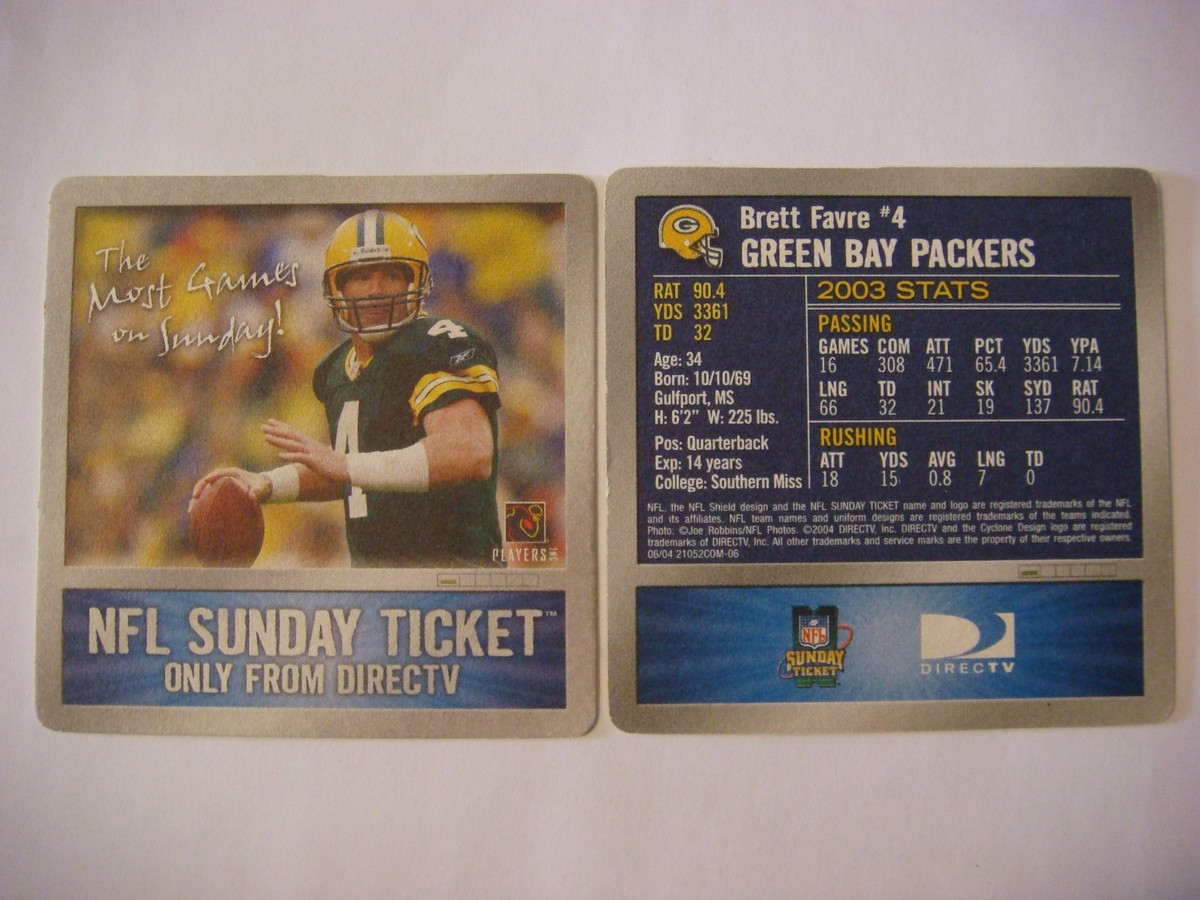 The
Most Games
on Sunday!
Riddell
4
4
PLAYERS
NFL SUNDAY TICKET™
ONLY FROM DIRECTV
G
Brett Favre #4
GREEN BAY PACKERS
RAT 90.4
YDS 3361
TD 32
Age: 34
Born: 10/10/69
Gulfport, MS
H: 6'2" W: 225 lbs.
Pos: Quarterback
Exp: 14 years
College: Southern Miss
2003 STATS
PASSING
GAMES COM ATT PCT YDS YPA
16 308 471 65.4 3361 7.14
LNG TD INT SK SYD RAT
66 32 21 19 137 90.4
RUSHING
ATT YDS AVG LNG TD
18 15 0.8 7 0
NFL, the NFL Shield design and the NFL SUNDAY TICKET name and logo are registered trademarks of the NFL
and its affiliates. NFL team names and uniform designs are registered trademarks of the teams indicated.
Photo: ©Joe Robbins/NFL Photos. ©2004 DIRECTV, Inc. DIRECTV and the Cyclone Design logo are registered
trademarks of DIRECTV, Inc. All other trademarks and service marks are the property of their respective owners.
06/04 21052COM-06
NFL
SUNDAY
TICKET
DIRECTV